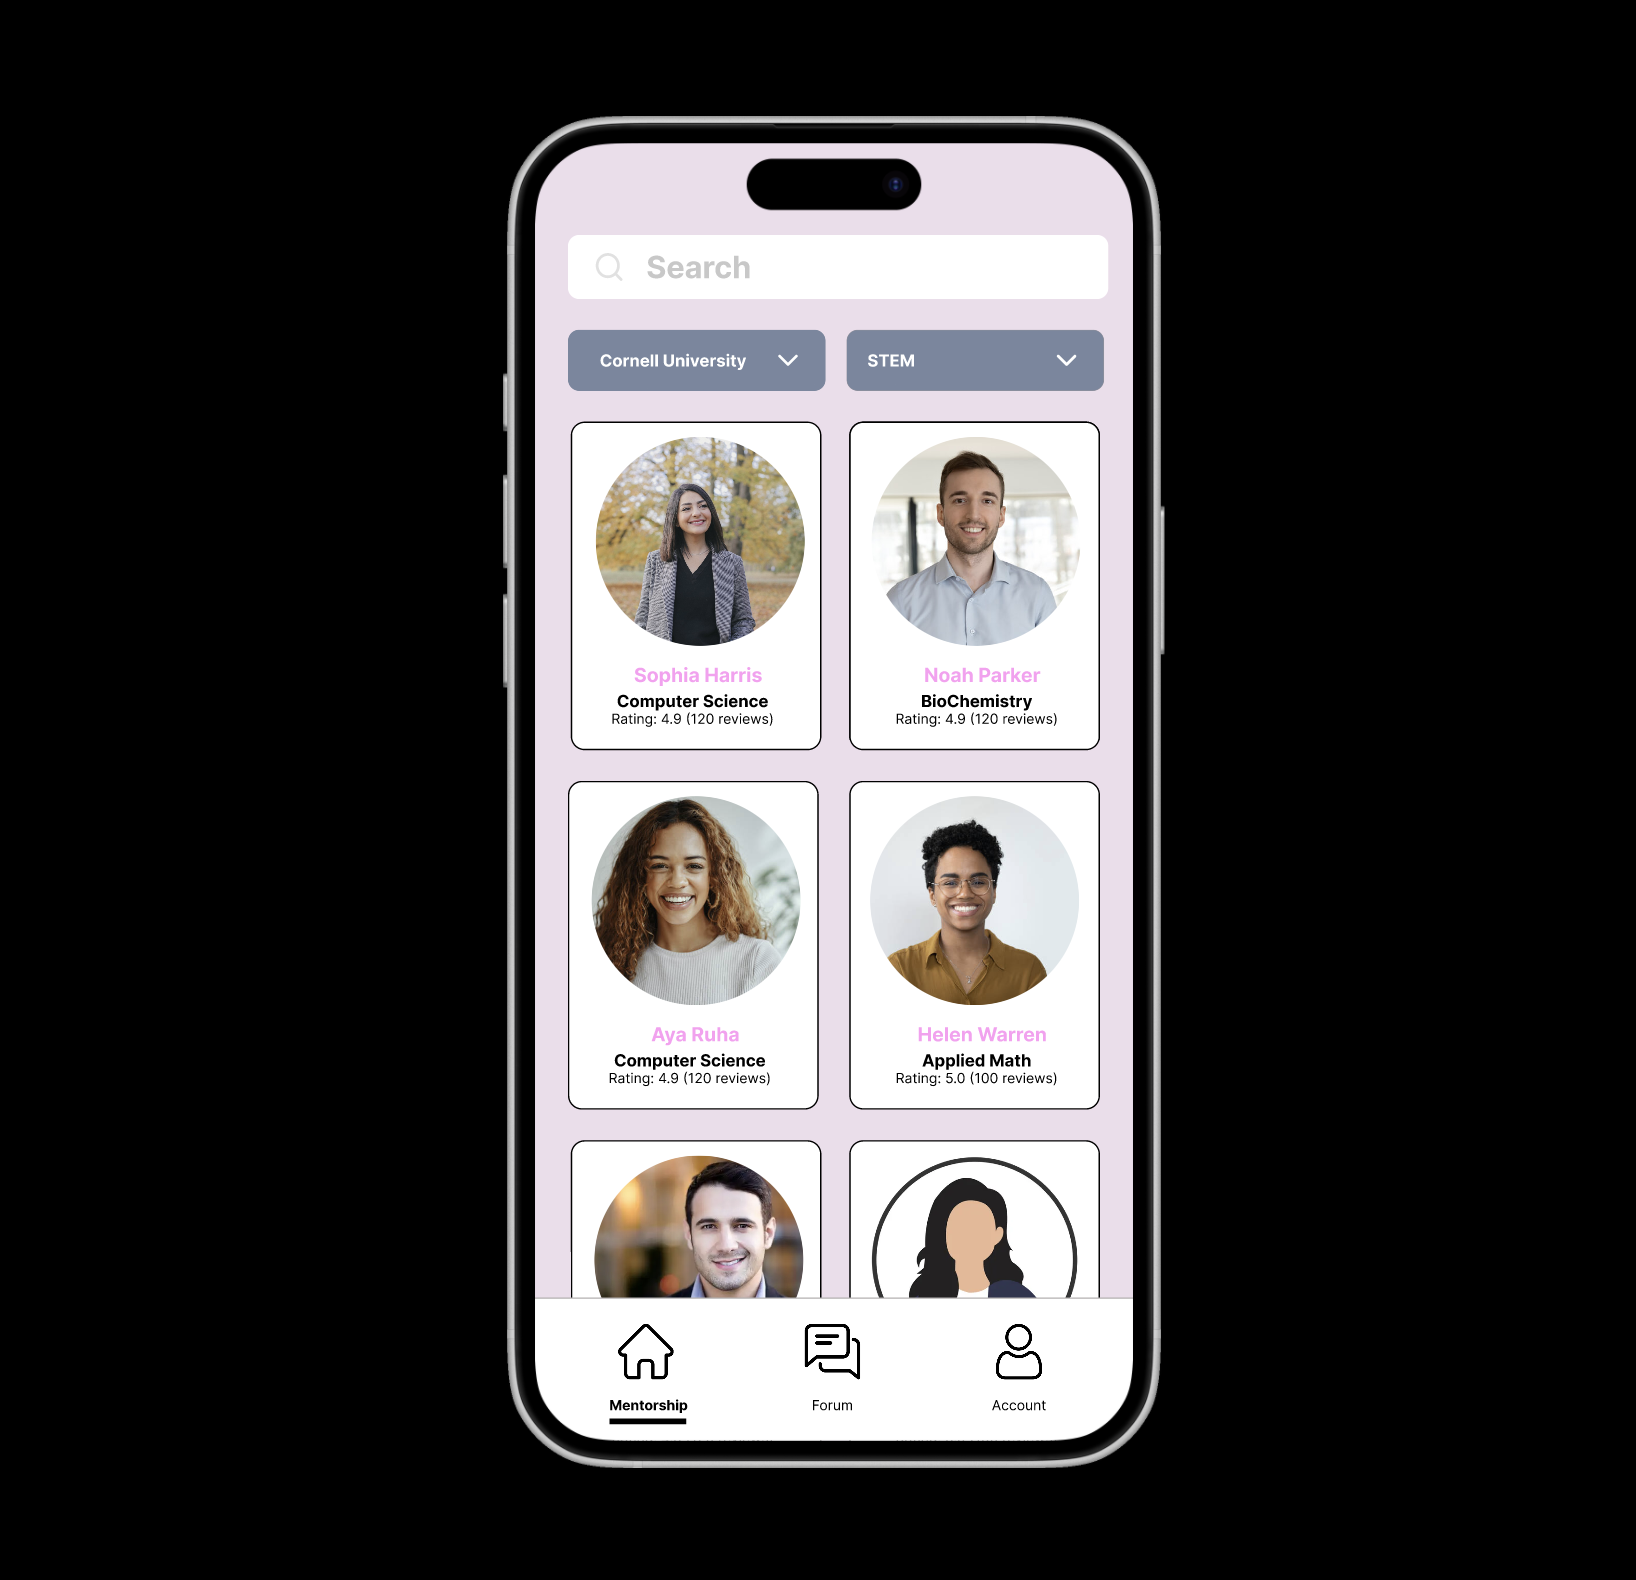 Search
Cornell University
STEM
Sophia Harris
Computer Science
Rating: 4.9 (120 reviews)
Noah Parker
BioChemistry
Rating: 4.9 (120 reviews)
Aya Ruha
Computer Science
Rating: 4.9 (120 reviews)
Helen Warren
Applied Math
Rating: 5.0 (100 reviews)
Mentorship
Forum
Account